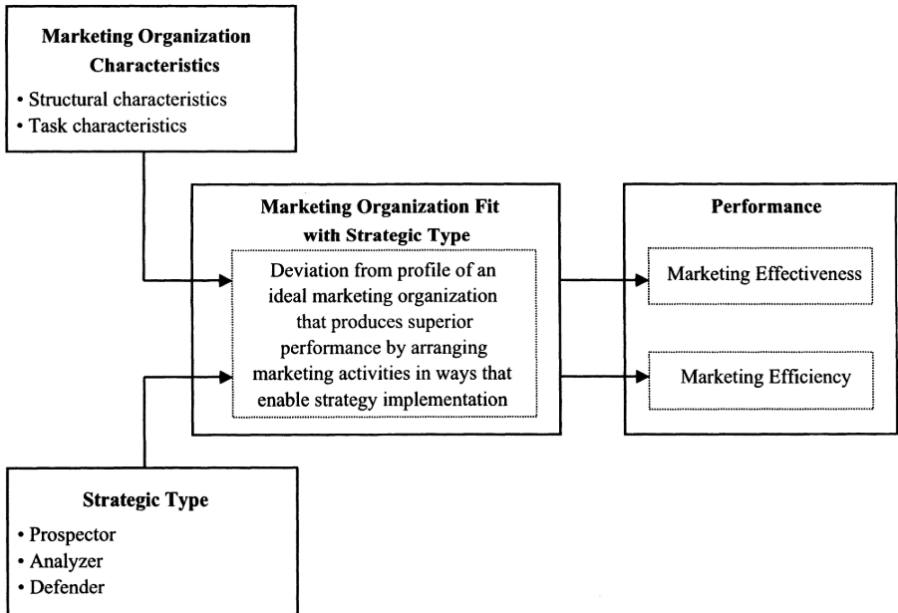 Marketing Organization
Characteristics
• Structural characteristics
• Task characteristics
Marketing Organization Fit
with Strategic Type
Deviation from profile of an
ideal marketing organization
that produces superior
performance by arranging
marketing activities in ways that
enable strategy implementation
Performance
Marketing Effectiveness
Marketing Efficiency
Strategic Type
• Prospector
• Analyzer
• Defender